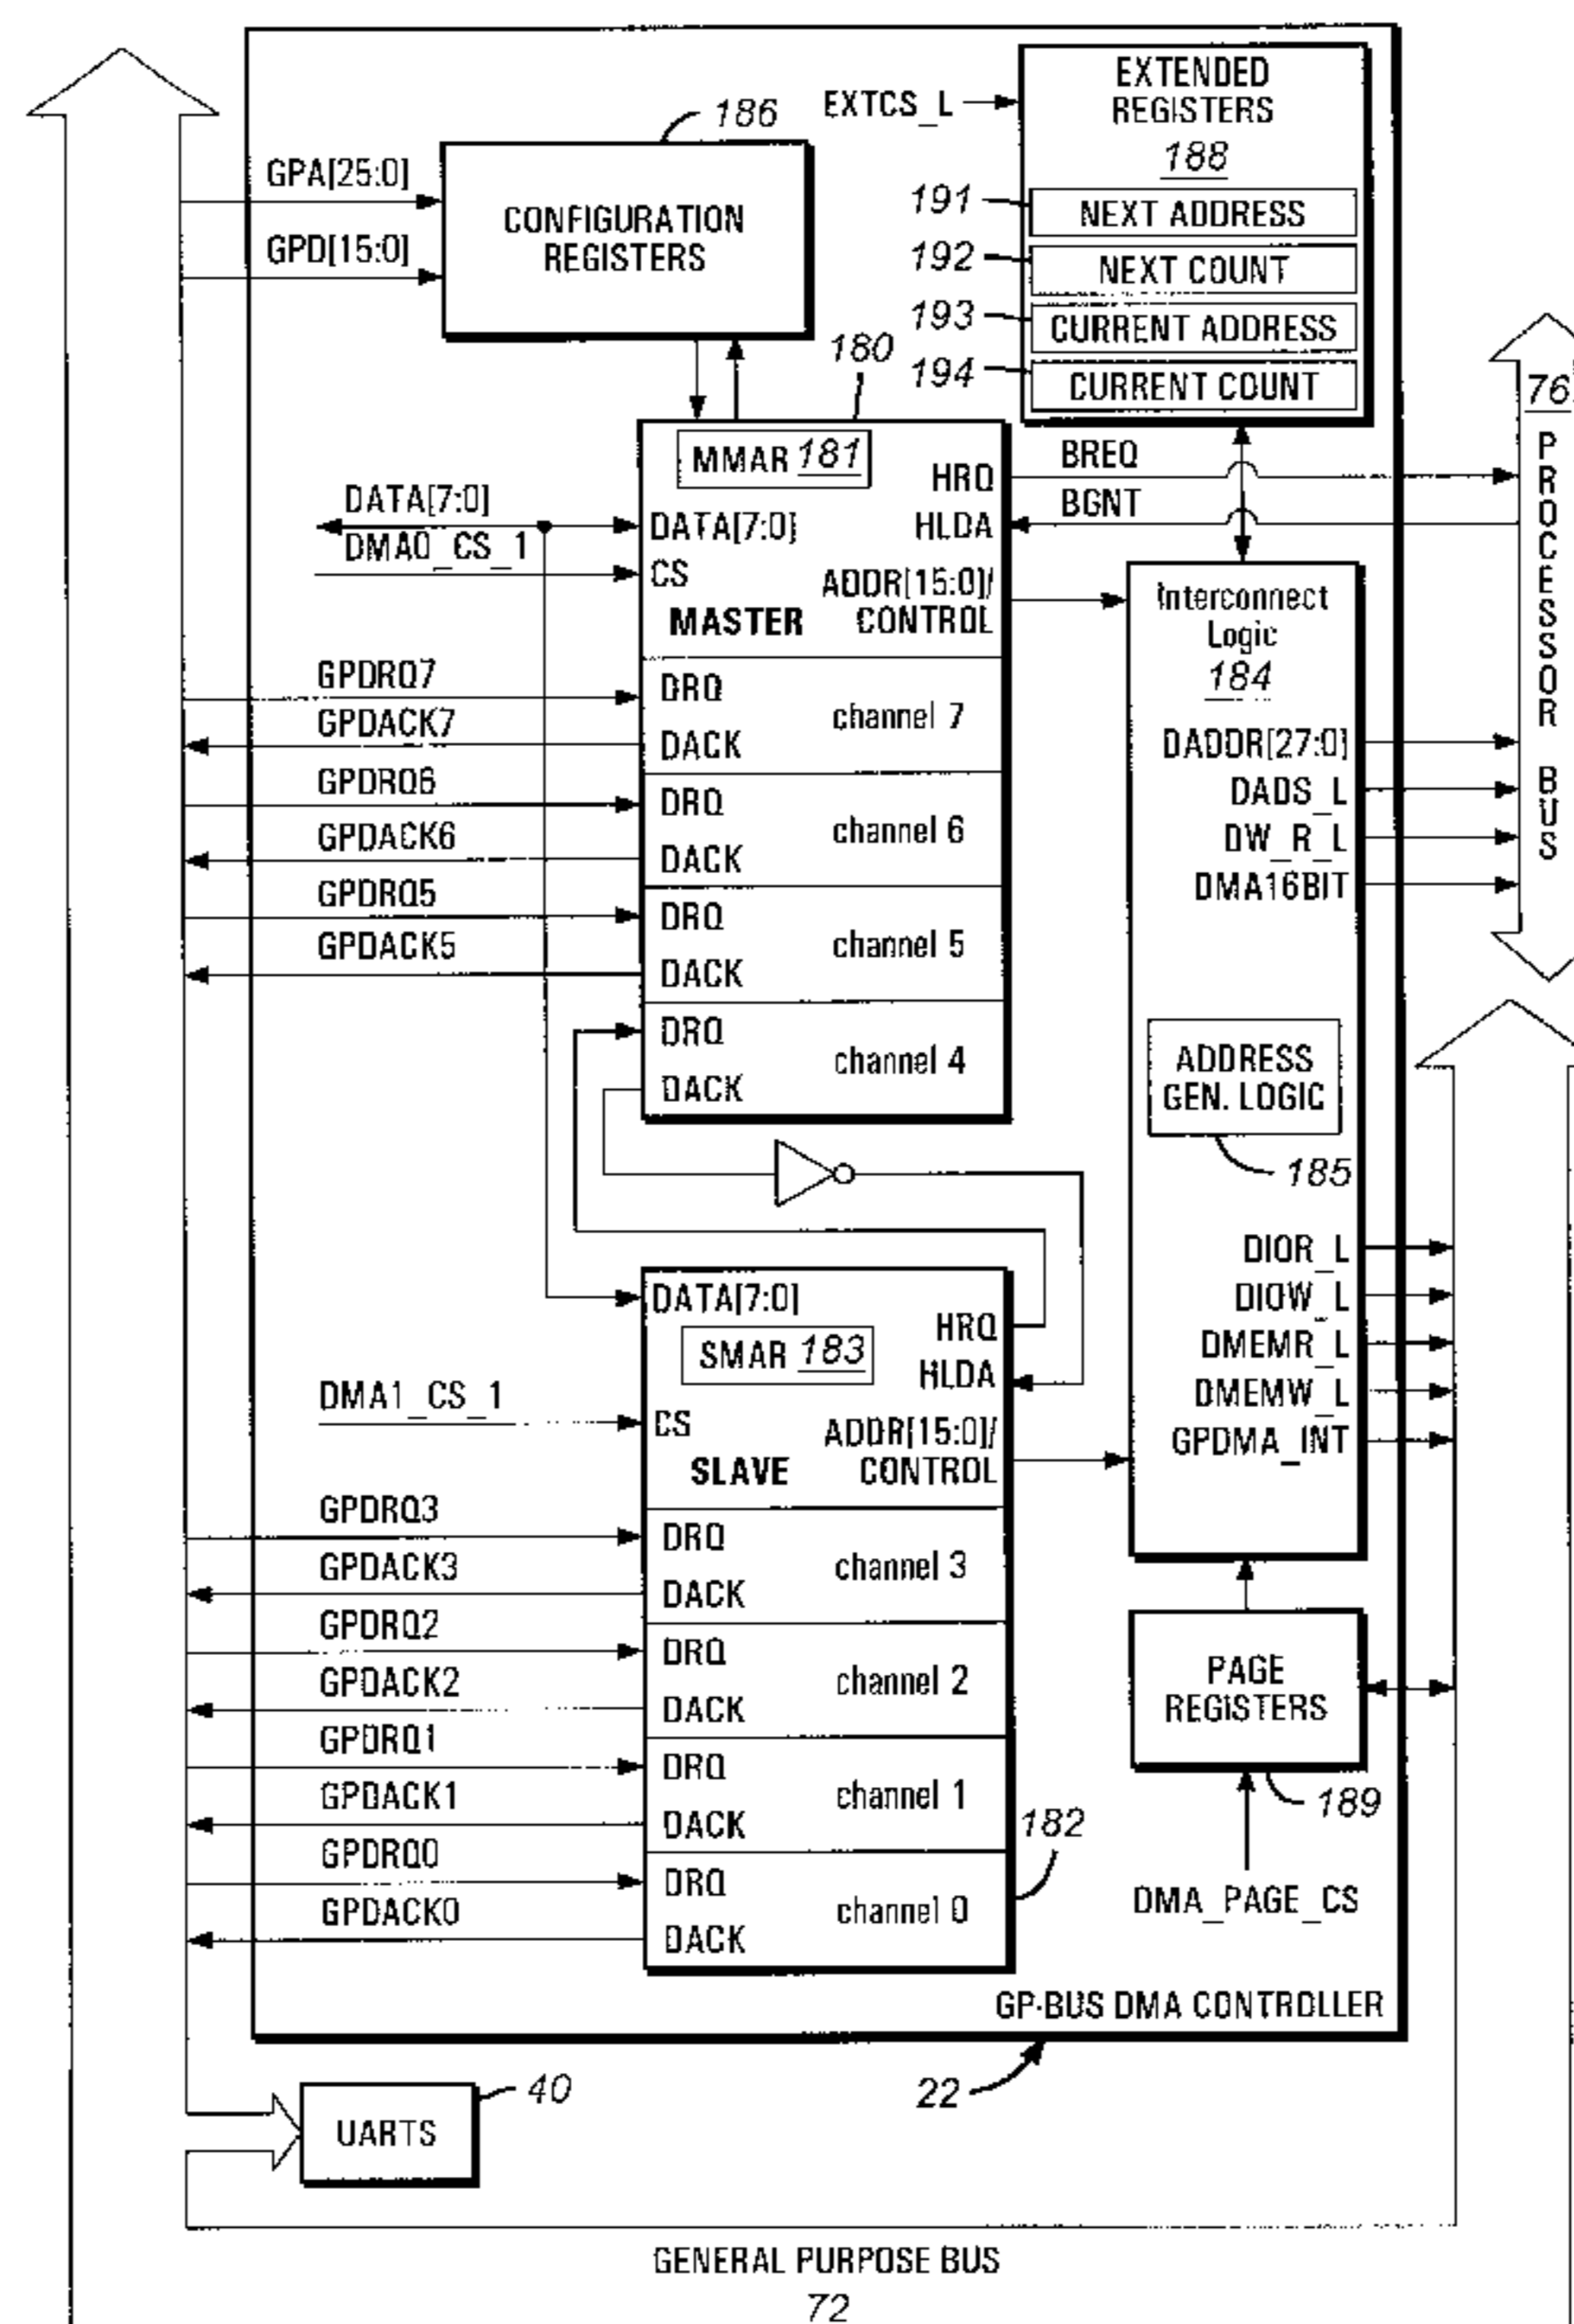 EXTENDED
REGISTERS
188
EXTCS_L
186
GPA[25:0]
GPD[15:0]
CONFIGURATION
REGISTERS
191
NEXT ADDRESS
192
NEXT COUNT
193
CURRENT ADDRESS
194
CURRENT COUNT
180
76
PROCESSOR BUS
MMAR 181
HRQ
BREQ
HLDA
BGNT
DATA[7:0]
DATA[7:0]
DMA0_CS_1
CS
ADDR[15:0]/
CONTROL
MASTER
Interconnect
Logic
184
GPDRQ7
DRQ
channel 7
GPDACK7
DACK
GPDRQ6
DRQ
channel 6
GPDACK6
DACK
GPDRQ5
DRQ
channel 5
GPDACK5
DACK
DRQ
channel 4
DACK
DADDR[27:0]
DADS_L
DW_R_L
DMA16BIT
ADDRESS
GEN. LOGIC
185
DIOR_L
DIOW_L
DMEMR_L
DMEMW_L
GPDMA_INT
DATA[7:0]
HRQ
SMAR 183
HLDA
DMA1_CS_1
CS
ADDR[15:0]/
CONTROL
SLAVE
GPDRQ3
DRQ
channel 3
GPDACK3
DACK
GPDRQ2
DRQ
channel 2
GPDACK2
DACK
GPDRQ1
DRQ
channel 1
GPDACK1
DACK
GPDRQ0
DRQ
channel 0
GPDACK0
DACK
182
PAGE
REGISTERS
189
DMA_PAGE_CS
GP-BUS DMA CONTROLLER
22
UARTS
40
GENERAL PURPOSE BUS
72